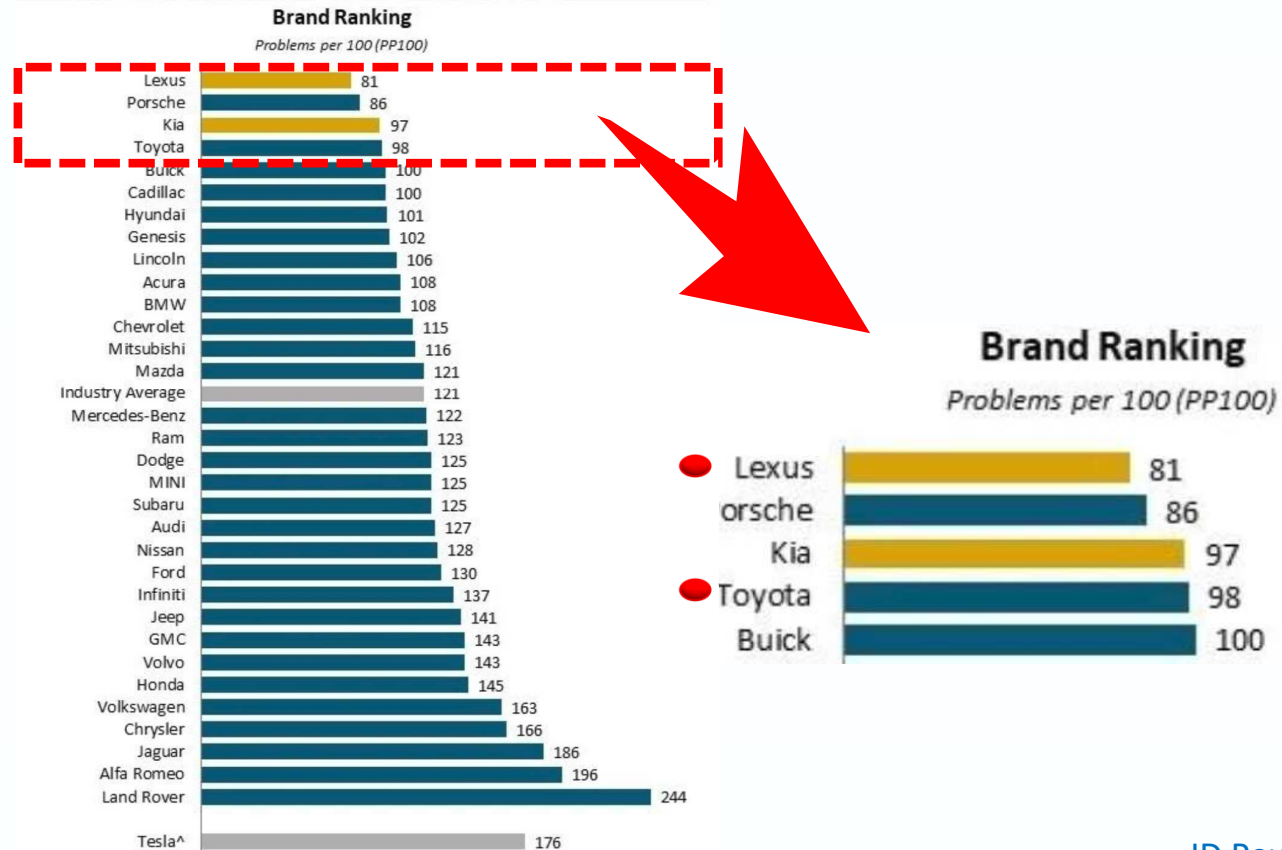 Brand Ranking
Problems per 100 (PP100)
Lexus 81
Porsche 86
Kia 97
Toyota 98
Buick 100
Cadillac 100
Hyundai 101
Genesis 102
Lincoln 106
Acura 108
BMW 108
Chevrolet 115
Mitsubishi 116
Mazda 121
Industry Average 121
Mercedes-Benz 122
Ram 123
Dodge 125
MINI 125
Subaru 125
Audi 127
Nissan 128
Ford 130
Infiniti 137
Jeep 141
GMC 143
Volvo 143
Honda 145
Volkswagen 163
Chrysler 166
Jaguar 186
Alfa Romeo 196
Land Rover 244
Tesla^ 176
Brand Ranking
Problems per 100 (PP100)
Lexus 81
orsche 86
Kia 97
Toyota 98
Buick 100